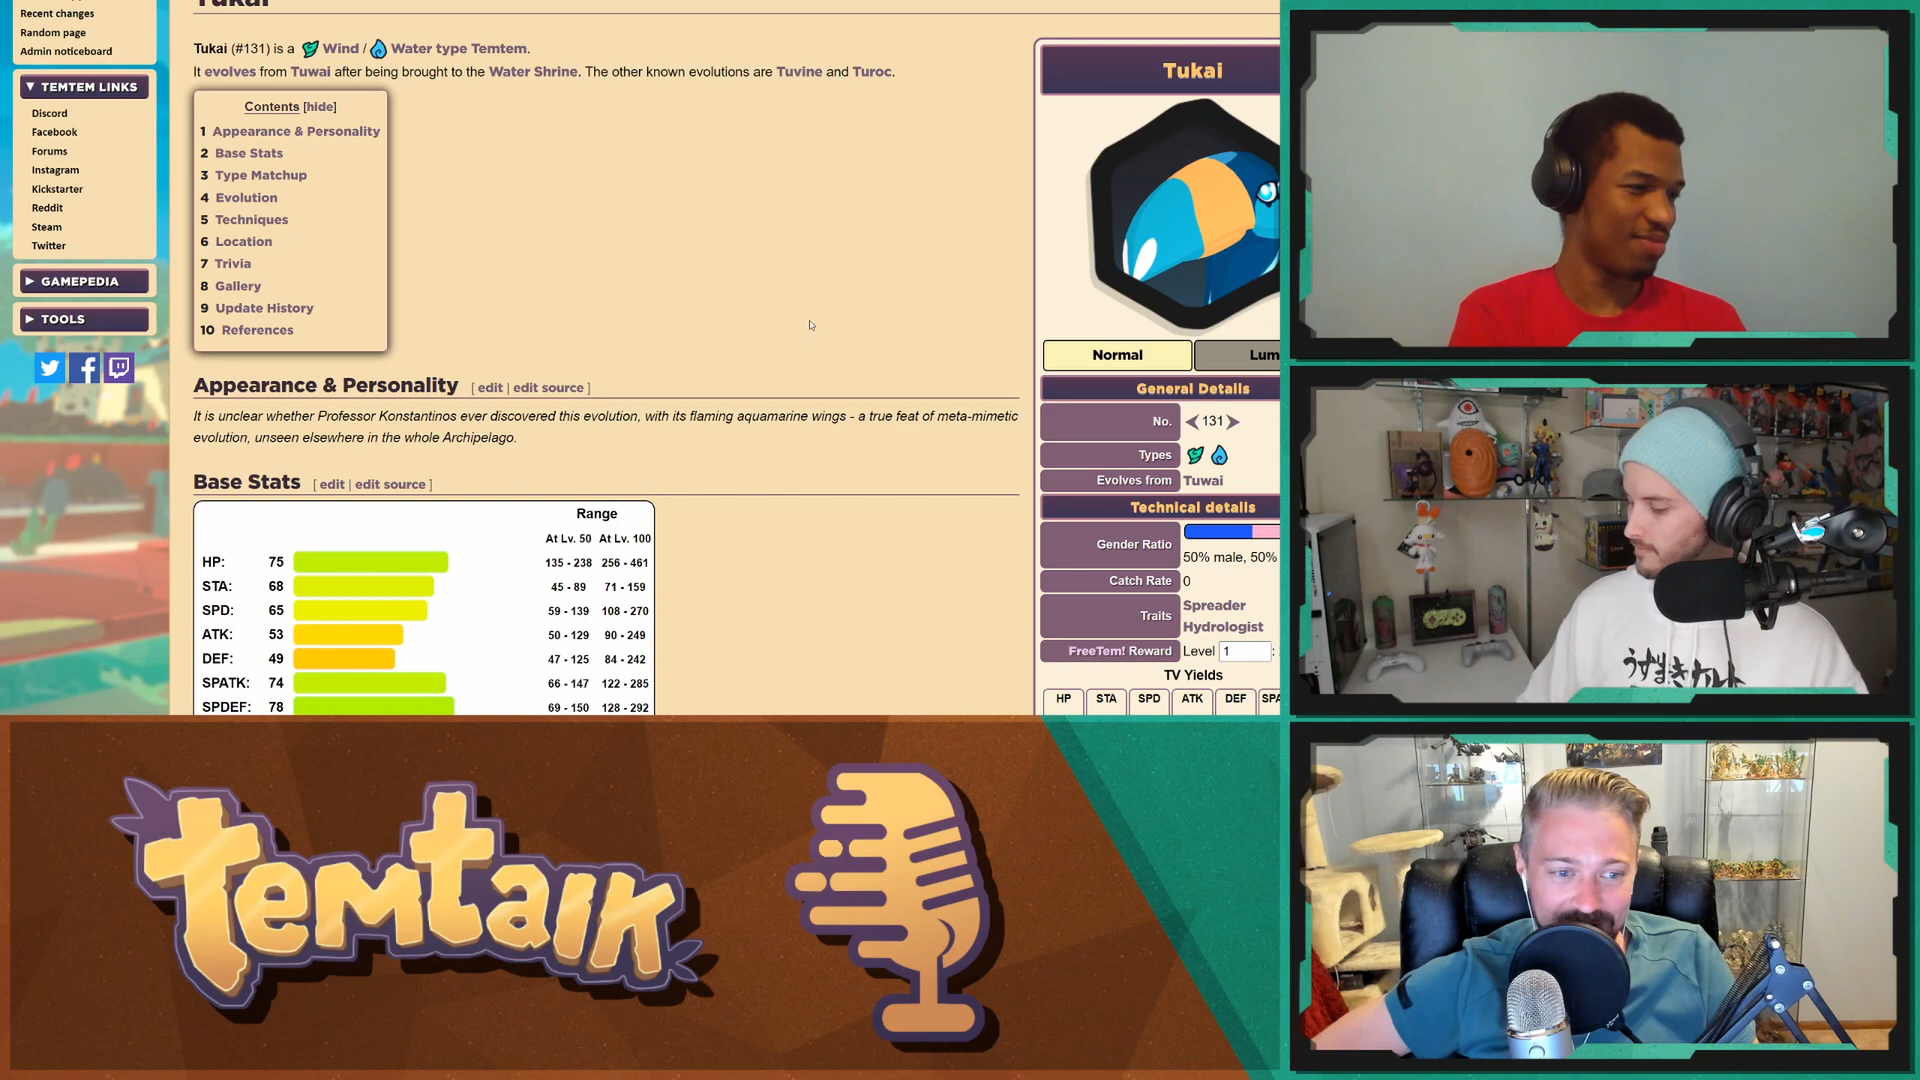 Recent changes
Random page
Admin noticeboard
TEMTEM LINKS
Discord
Facebook
Forums
Instagram
Kickstarter
Reddit
Steam
Twitter
GAMEPEDIA
TOOLS
Tukai
Tukai (#131) is a Wind / Water type Temtem.
It evolves from Tuwai after being brought to the Water Shrine. The other known evolutions are Tuvine and Turoc.
Contents [hide]
1 Appearance & Personality
2 Base Stats
3 Type Matchup
4 Evolution
5 Techniques
6 Location
7 Trivia
8 Gallery
9 Update History
10 References
Appearance & Personality [ edit | edit source ]
It is unclear whether Professor Konstantinos ever discovered this evolution, with its flaming aquamarine wings - a true feat of meta-mimetic
evolution, unseen elsewhere in the whole Archipelago.
Base Stats [ edit | edit source ]
Range
At Lv. 50 At Lv. 100
HP: 75 135 - 238 256 - 461
STA: 68 45 - 89 71 - 159
SPD: 65 59 - 139 108 - 270
ATK: 53 50 - 129 90 - 249
DEF: 49 47 - 125 84 - 242
SPATK: 74 66 - 147 122 - 285
SPDEF: 78 69 - 150 128 - 292
Tukai
Normal Lum
General Details
No. 131
Types
Evolves from Tuwai
Technical details
Gender Ratio 50% male, 50%
Catch Rate 0
Traits Spreader
Hydrologist
FreeTem! Reward Level 1 :
TV Yields
HP STA SPD ATK DEF SPA
temtalk
うずまきナルト